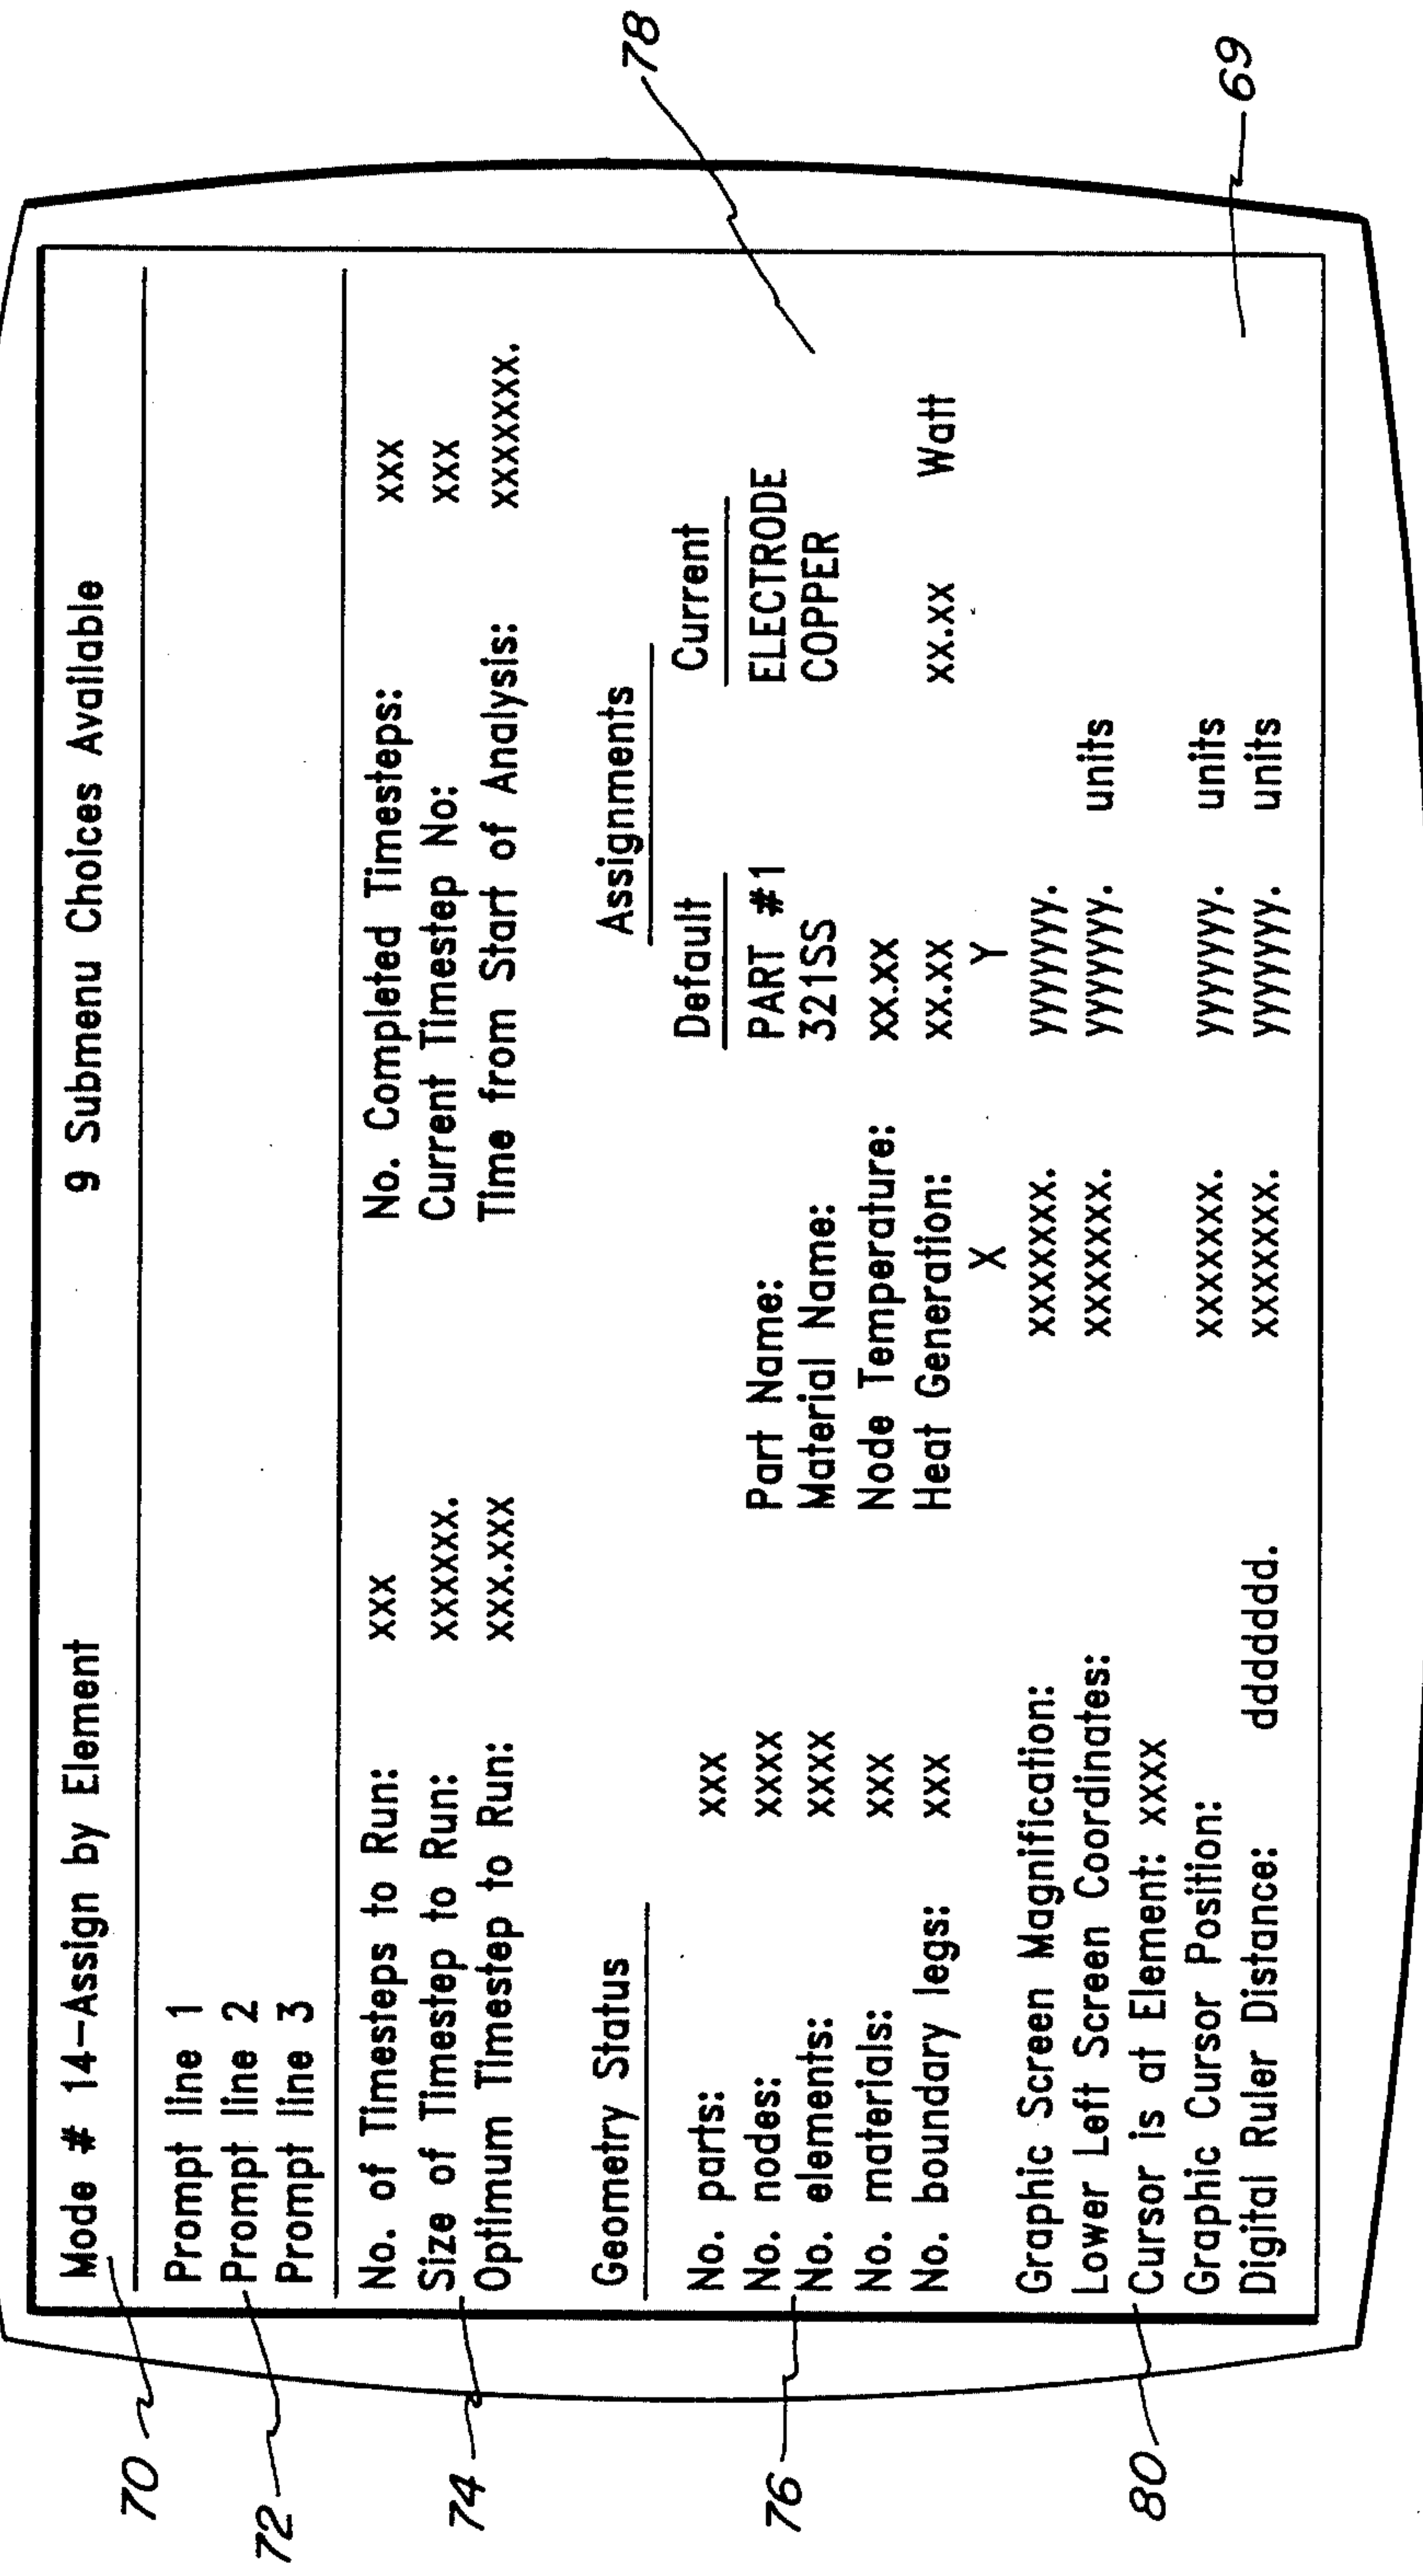 Mode # 14-Assign by Element 9 Submenu Choices Available
Prompt line 1
Prompt line 2
Prompt line 3
No. of Timesteps to Run: xxx No. Completed Timesteps: xxx
Size of Timestep to Run: xxxxx. Current Timestep No: xxx
Optimum Timestep to Run: xxx.xxx Time from Start of Analysis: xxxxxx.
Geometry Status Assignments
Default Current
No. parts: xxx
No. nodes: xxxx Part Name: PART #1 ELECTRODE
No. elements: xxxx Material Name: 321SS COPPER
No. materials: xxx Node Temperature: xx.xx
No. boundary legs: xxx Heat Generation: xx.xx xx.xx Watt
X Y
Graphic Screen Magnification: xxxxxxx. yyyyyyy.
Lower Left Screen Coordinates: xxxxxxx. yyyyyyy. units
Cursor is at Element: xxxx
Graphic Cursor Position: xxxxxxx. yyyyyyy. units
Digital Ruler Distance: ddddddd. xxxxxxx. yyyyyyy. units
70
72
74
76
80
78
69